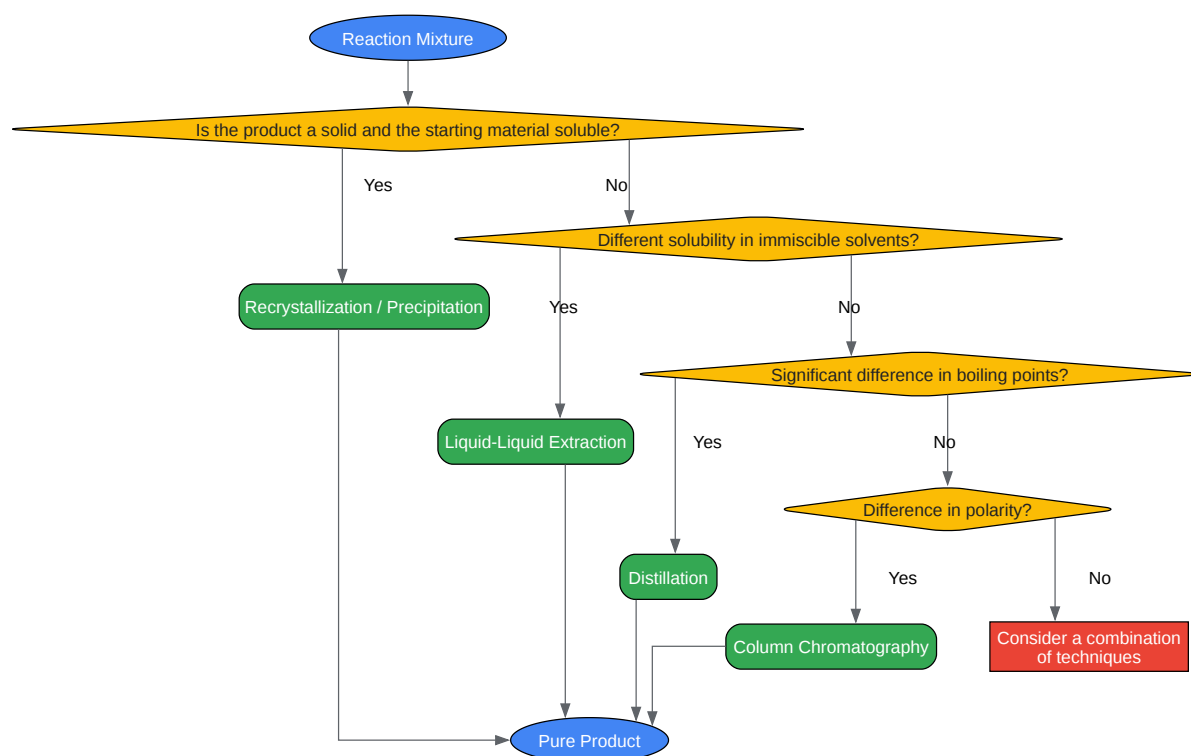 Reaction Mixture
Is the product a solid and the starting material soluble?
Yes
No
Different solubility in immiscible solvents?
Recrystallization / Precipitation
Yes
No
Significant difference in boiling points?
Liquid-Liquid Extraction
Yes
No
Difference in polarity?
Distillation
Yes
No
Column Chromatography
Consider a combination
of techniques
Pure Product